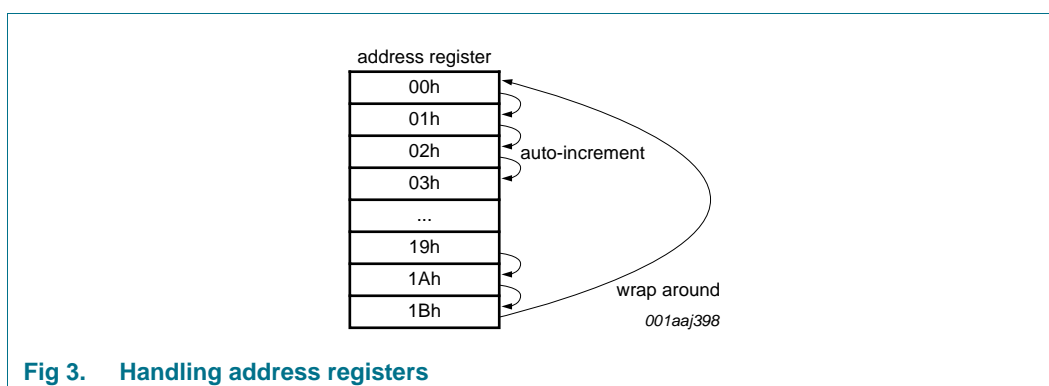 address register
00h
01h
02h
auto-increment
03h
...
19h
1Ah
wrap around
1Bh
001aaj398
Fig 3. Handling address registers